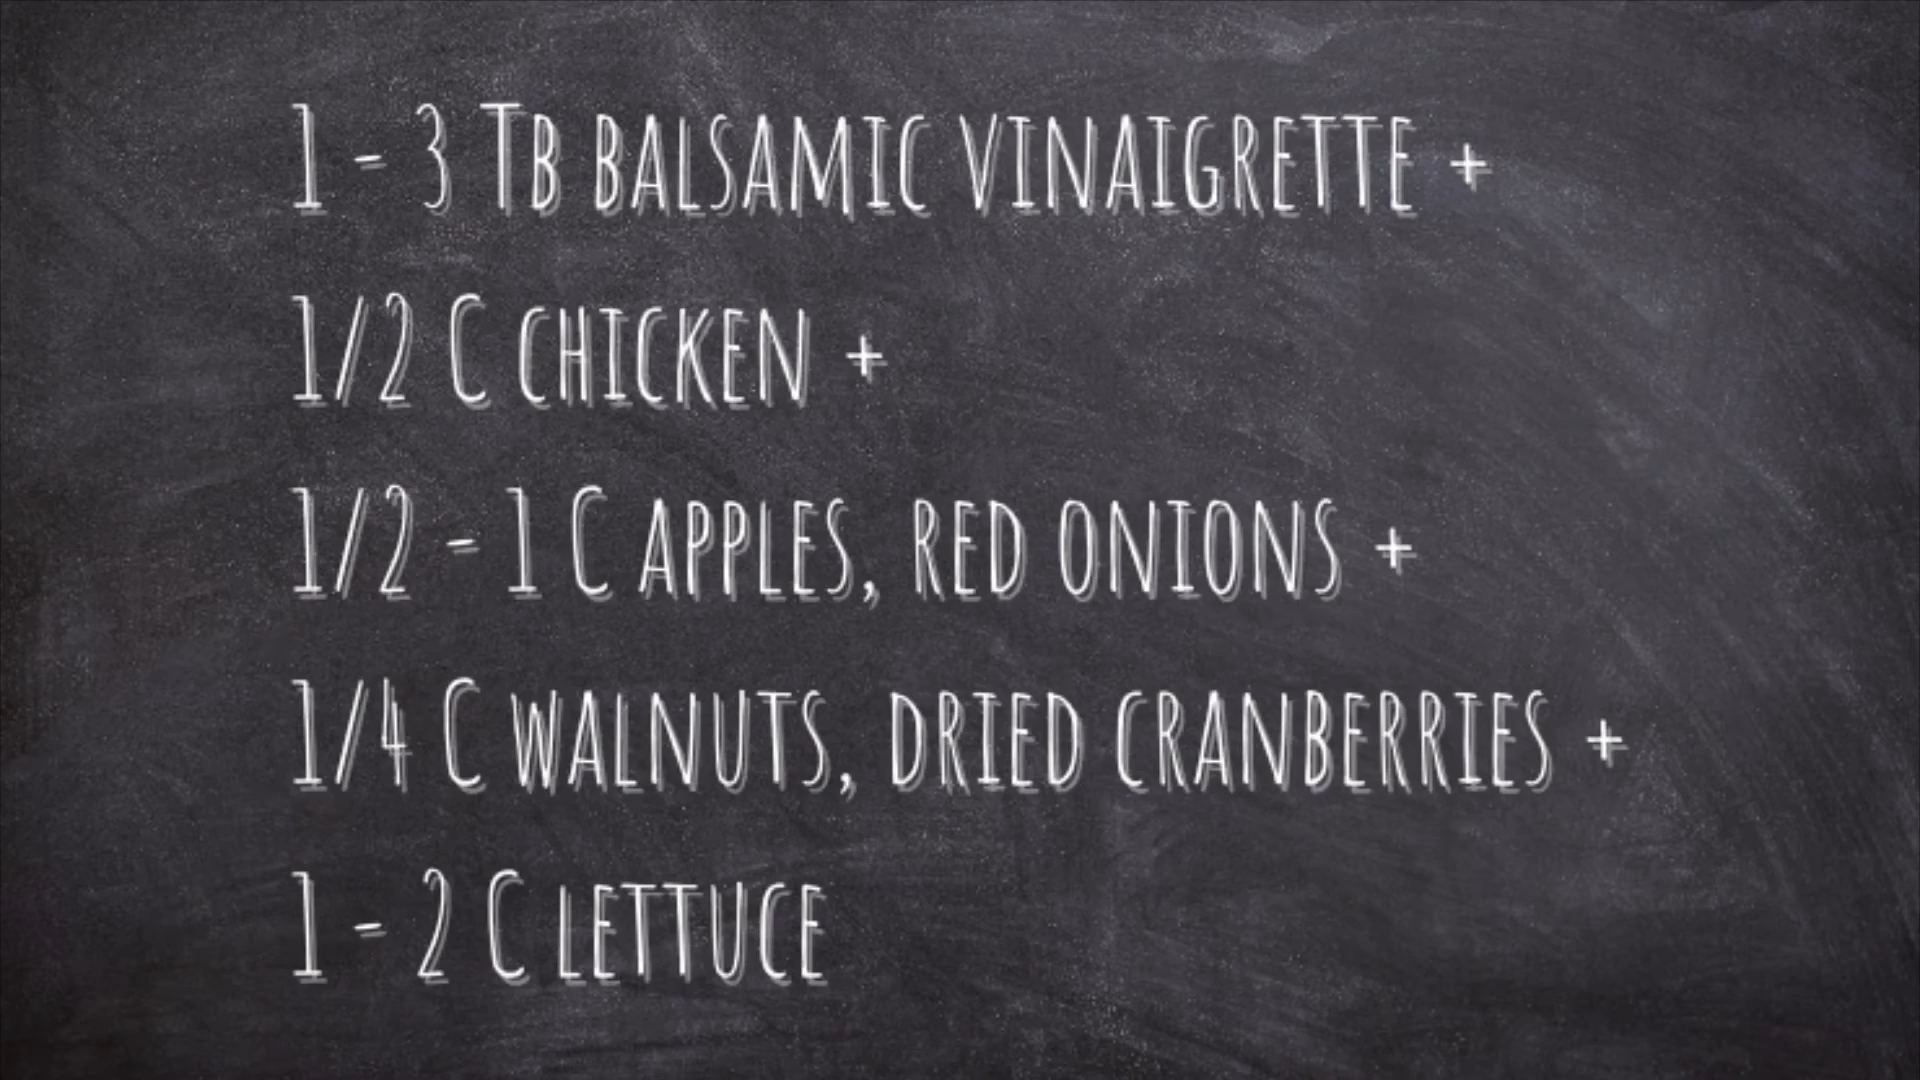 1 - 3 Tb balsamic vinaigrette +
1/2 C chicken +
1/2 - 1 C apples, red onions +
1/4 C walnuts, dried cranberries +
1 - 2 C lettuce